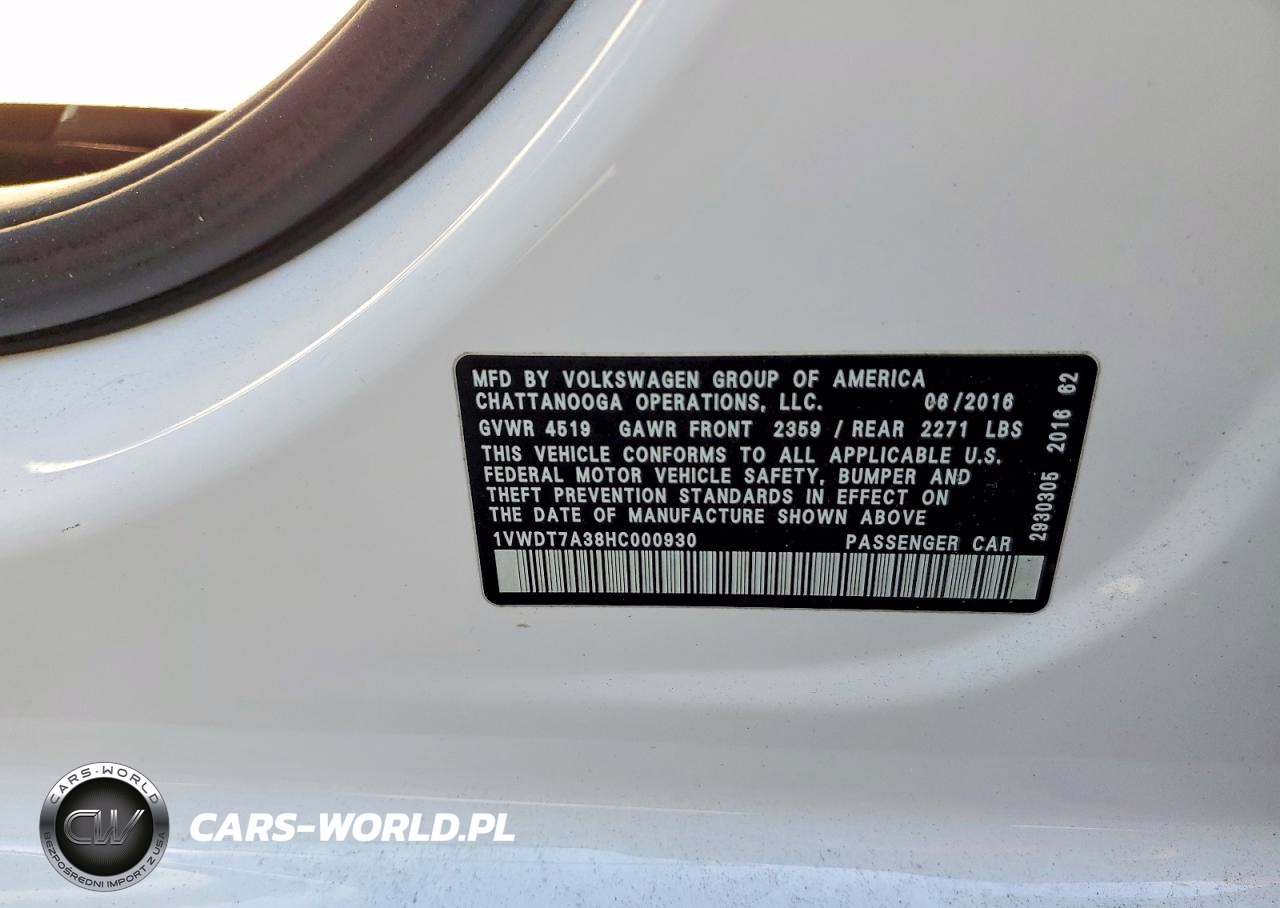 MFD BY VOLKSWAGEN GROUP OF AMERICA
CHATTANOOGA OPERATIONS, LLC. 06/2016
GVWR 4519 GAWR FRONT 2359 / REAR 2271 LBS
THIS VEHICLE CONFORMS TO ALL APPLICABLE U.S.
FEDERAL MOTOR VEHICLE SAFETY, BUMPER AND
THEFT PREVENTION STANDARDS IN EFFECT ON
THE DATE OF MANUFACTURE SHOWN ABOVE
1VWDT7A38HC000930 PASSENGER CAR
2930305 2016 62
CARS-WORLD
CW
BEZPOŚREDNI IMPORT Z USA
CARS-WORLD.PL